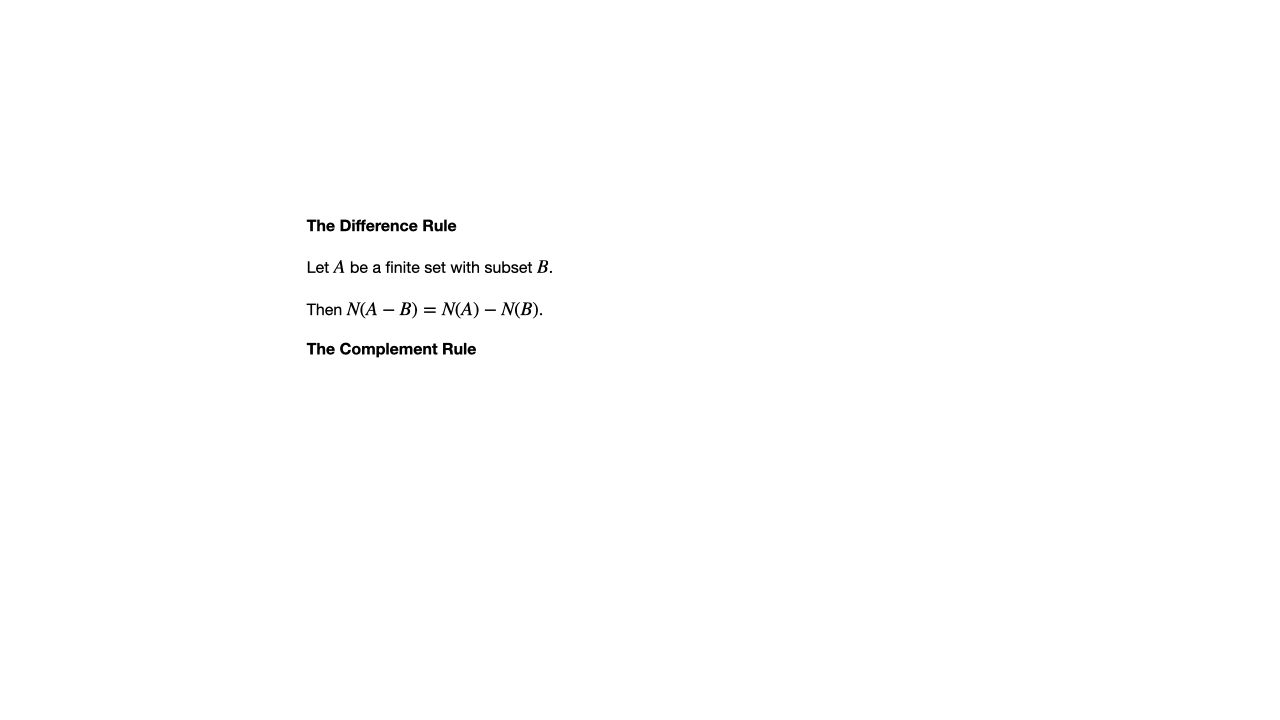 The Difference Rule
Let A be a finite set with subset B.
Then N(A − B) = N(A) − N(B).
The Complement Rule